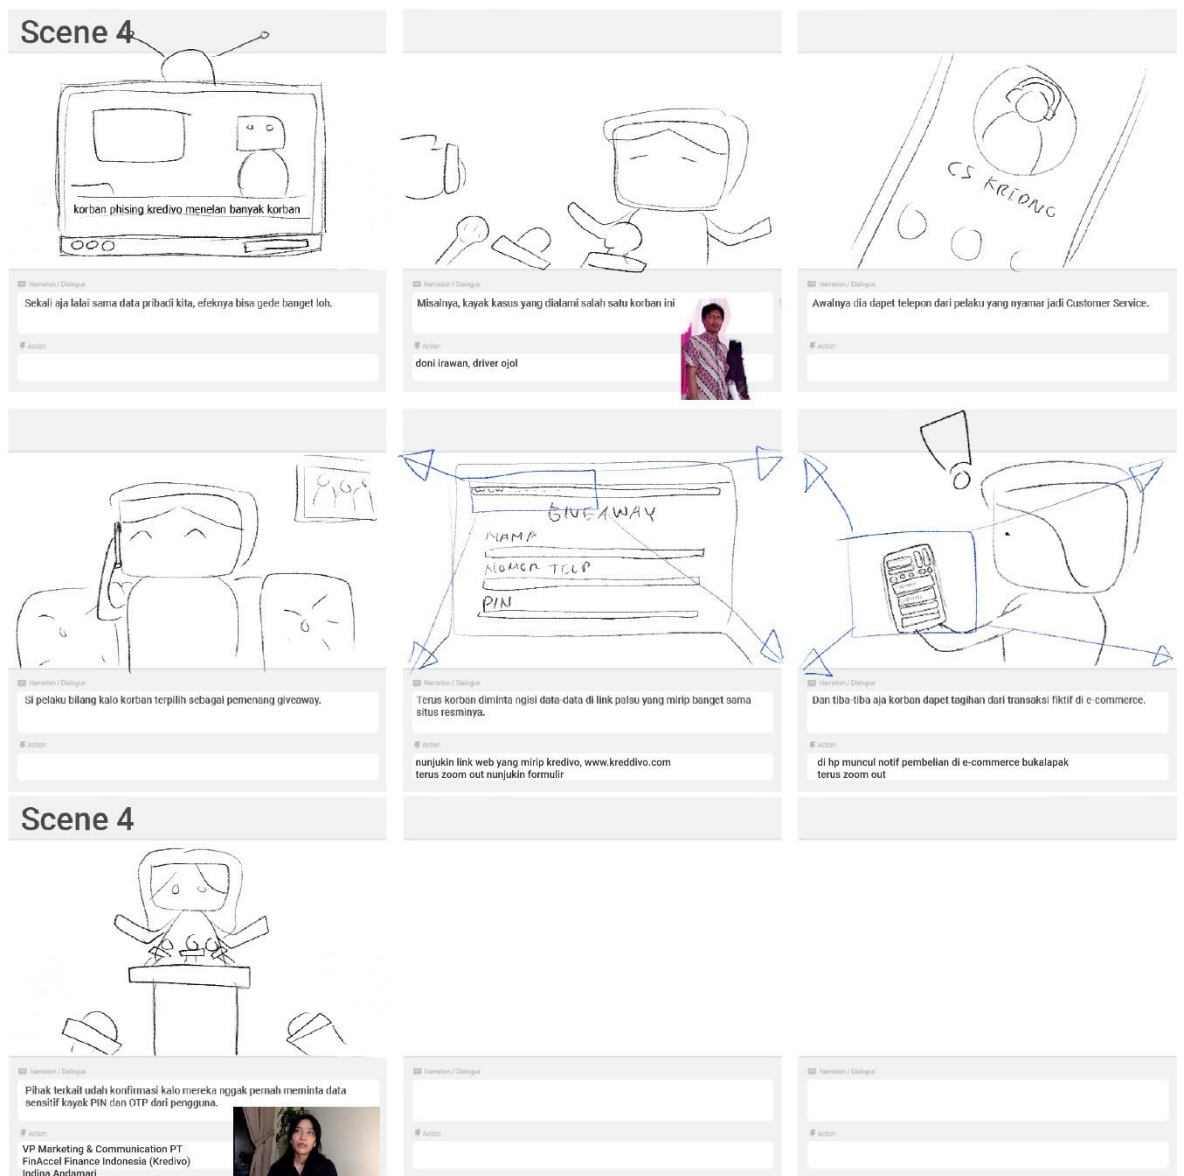 Scene 4
korban phising kredivo menelan banyak korban
Narration / Dialogue
Sekali aja lalai sama data pribadi kita, efeknya bisa gede banget loh.
Action
Narration / Dialogue
Misalnya, kayak kasus yang dialami salah satu korban ini
Action
doni irawan, driver ojol
CS KREDNO
Narration / Dialogue
Awalnya dia dapet telepon dari pelaku yang nyamar jadi Customer Service.
Action
Narration / Dialogue
Si pelaku bilang kalo korban terpilih sebagai pemenang giveaway.
Action
www
GIVEAWAY
NAMA
NOMOR TELP
PIN
Narration / Dialogue
Terus korban diminta ngisi data-data di link palsu yang mirip banget sama
situs resminya.
Action
nunjukin link web yang mirip kredivo, www.kreddivo.com
terus zoom out nunjukin formulir
Narration / Dialogue
Dan tiba-tiba aja korban dapet tagihan dari transaksi fiktif di e-commerce.
Action
di hp muncul notif pembelian di e-commerce bukalapak
terus zoom out
Scene 4
Narration / Dialogue
Pihak terkait udah konfirmasi kalo mereka nggak pernah meminta data
sensitif kayak PIN dan OTP dari pengguna.
Action
VP Marketing & Communication PT
FinAccel Finance Indonesia (Kredivo)
Indina Andamari
Narration / Dialogue
Action
Narration / Dialogue
Action